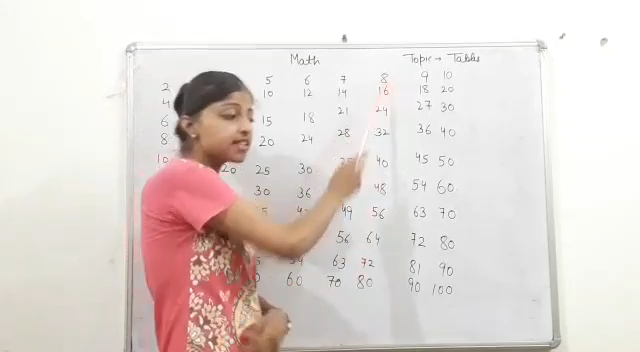 Math Topic → Tables
2 5 6 7 8 9 10
4 10 12 14 16 18 20
6 15 18 21 24 27 30
8 20 24 28 32 36 40
10 20 25 30 40 45 50
30 36 48 54 60
49 56 63 70
56 64 72 80
63 72 81 90
60 70 80 90 100